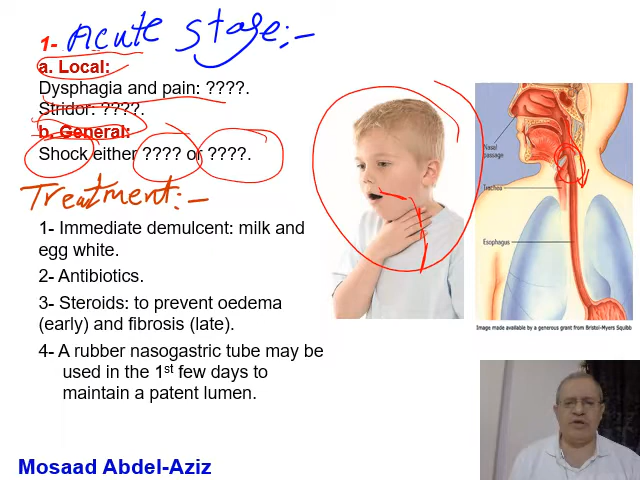 1- Acute stage:-
a. Local:
Dysphagia and pain: ????.
Stridor: ????.
b. General:
Shock either ???? or ????.
Treatment:-
1- Immediate demulcent: milk and
egg white.
2- Antibiotics.
3- Steroids: to prevent oedema
(early) and fibrosis (late).
4- A rubber nasogastric tube may be
used in the 1st few days to
maintain a patent lumen.
Nasal
passage
Trachea
Esophagus
Image made available by a generous grant from Bristol-Myers Squibb
Mosaad Abdel-Aziz